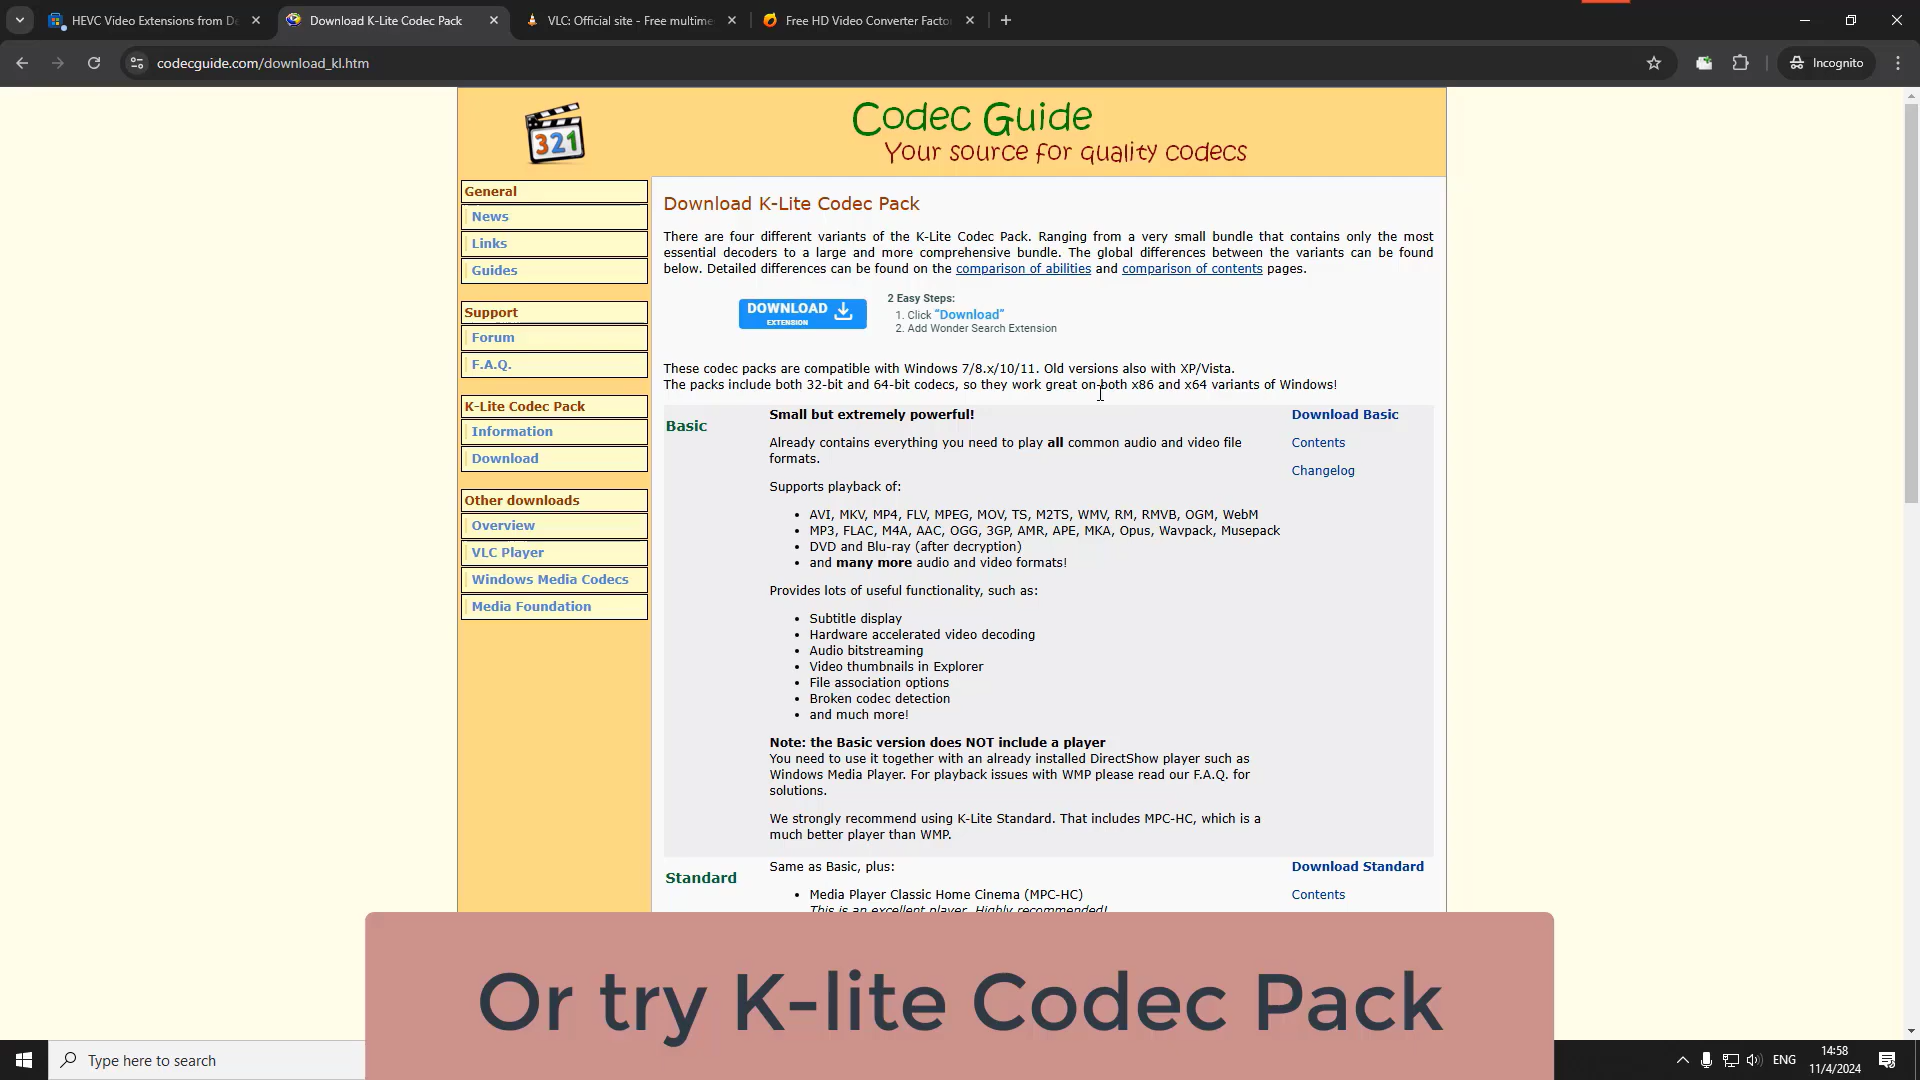 HEVC Video Extensions from De
Download K-Lite Codec Pack
VLC: Official site - Free multime
Free HD Video Converter Facto
codecguide.com/download_kl.htm
Incognito
321
Codec Guide
Your source for quality codecs
General
News
Links
Guides
Support
Forum
F.A.Q.
K-Lite Codec Pack
Information
Download
Other downloads
Overview
VLC Player
Windows Media Codecs
Media Foundation
Download K-Lite Codec Pack
There are four different variants of the K-Lite Codec Pack. Ranging from a very small bundle that contains only the most
essential decoders to a large and more comprehensive bundle. The global differences between the variants can be found
below. Detailed differences can be found on the comparison of abilities and comparison of contents pages.
DOWNLOAD
EXTENSION
2 Easy Steps:
1. Click "Download"
2. Add Wonder Search Extension
These codec packs are compatible with Windows 7/8.x/10/11. Old versions also with XP/Vista.
The packs include both 32-bit and 64-bit codecs, so they work great on both x86 and x64 variants of Windows!
Basic
Small but extremely powerful!
Already contains everything you need to play all common audio and video file
formats.
Supports playback of:
• AVI, MKV, MP4, FLV, MPEG, MOV, TS, M2TS, WMV, RM, RMVB, OGM, WebM
• MP3, FLAC, M4A, AAC, OGG, 3GP, AMR, APE, MKA, Opus, Wavpack, Musepack
• DVD and Blu-ray (after decryption)
• and many more audio and video formats!
Provides lots of useful functionality, such as:
• Subtitle display
• Hardware accelerated video decoding
• Audio bitstreaming
• Video thumbnails in Explorer
• File association options
• Broken codec detection
• and much more!
Note: the Basic version does NOT include a player
You need to use it together with an already installed DirectShow player such as
Windows Media Player. For playback issues with WMP please read our F.A.Q. for
solutions.
We strongly recommend using K-Lite Standard. That includes MPC-HC, which is a
much better player than WMP.
Download Basic
Contents
Changelog
Standard
Same as Basic, plus:
• Media Player Classic Home Cinema (MPC-HC)
This is an excellent player. Highly recommended!
Download Standard
Contents
Or try K-lite Codec Pack
Type here to search
ENG
14:58
11/4/2024